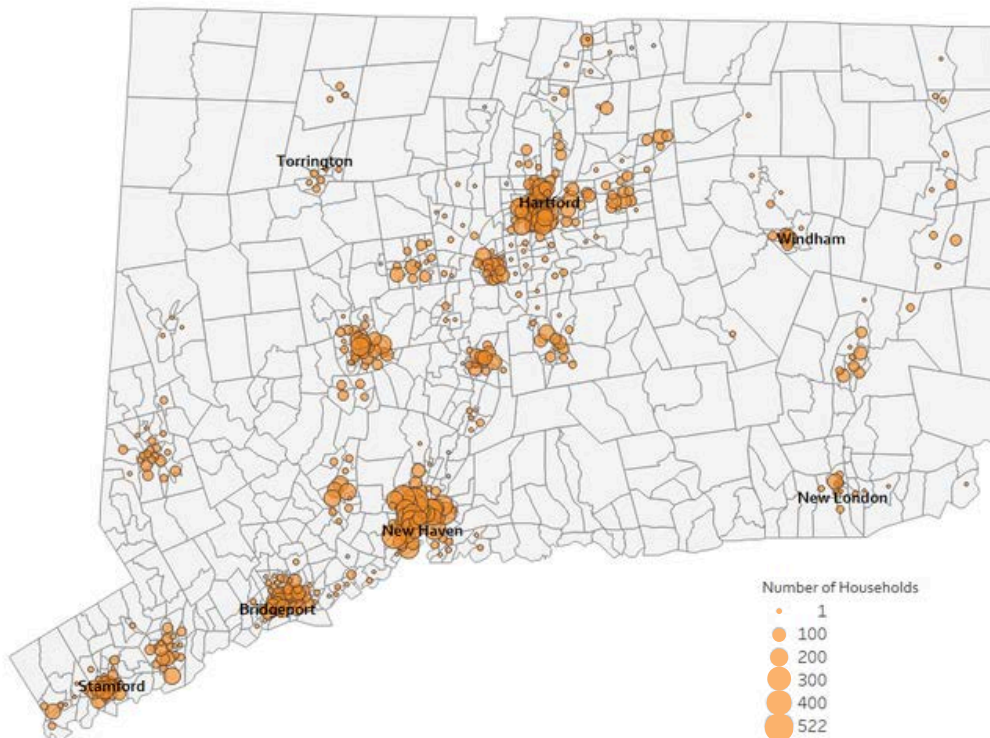 Torrington
Hartford
Windham
New London
New Haven
Bridgeport
Stamford
Number of Households
1
100
200
300
400
522